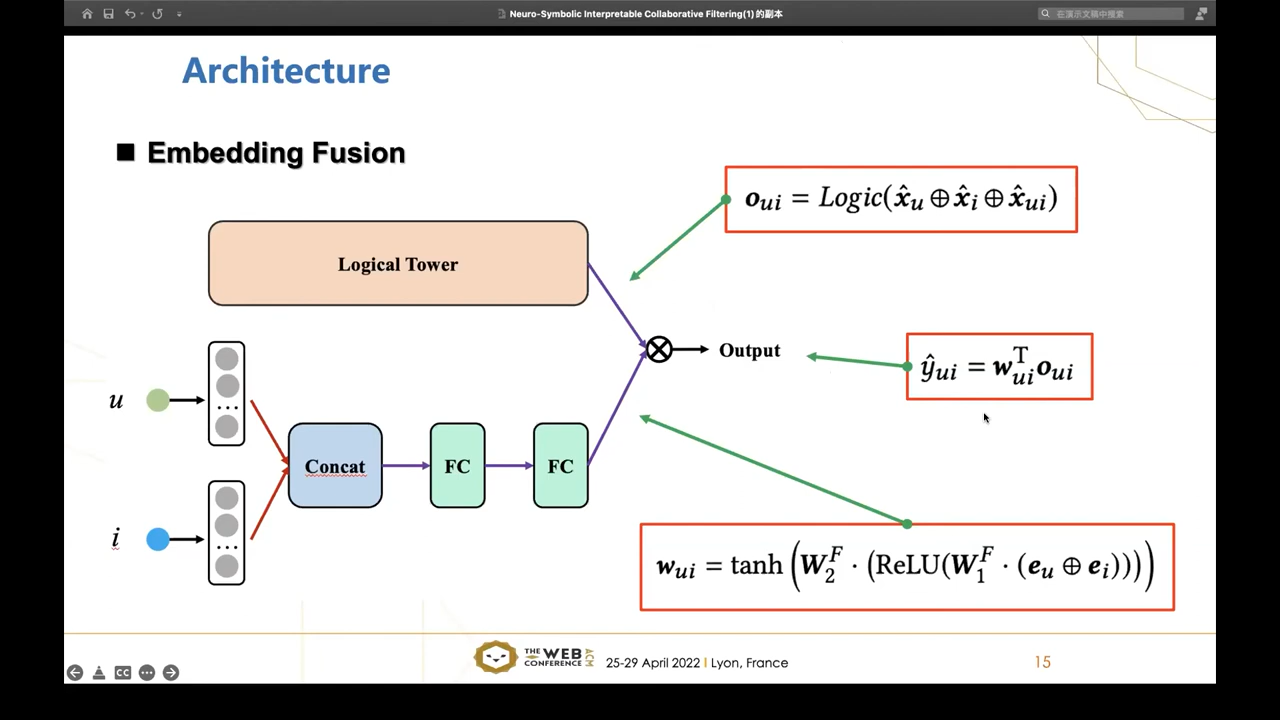 Neuro-Symbolic Interpretable Collaborative Filtering(1)的副本
在演示文稿中搜索
Architecture
■ Embedding Fusion
o_ui = Logic(x̂_u ⊕ x̂_i ⊕ x̂_ui)
Logical Tower
Output
ŷ_ui = w_ui^T o_ui
u
...
Concat
FC
FC
i
...
w_ui = tanh (W_2^F · (ReLU(W_1^F · (e_u ⊕ e_i))))
THE WEB CONFERENCE ACM
25-29 April 2022 | Lyon, France
15
CC